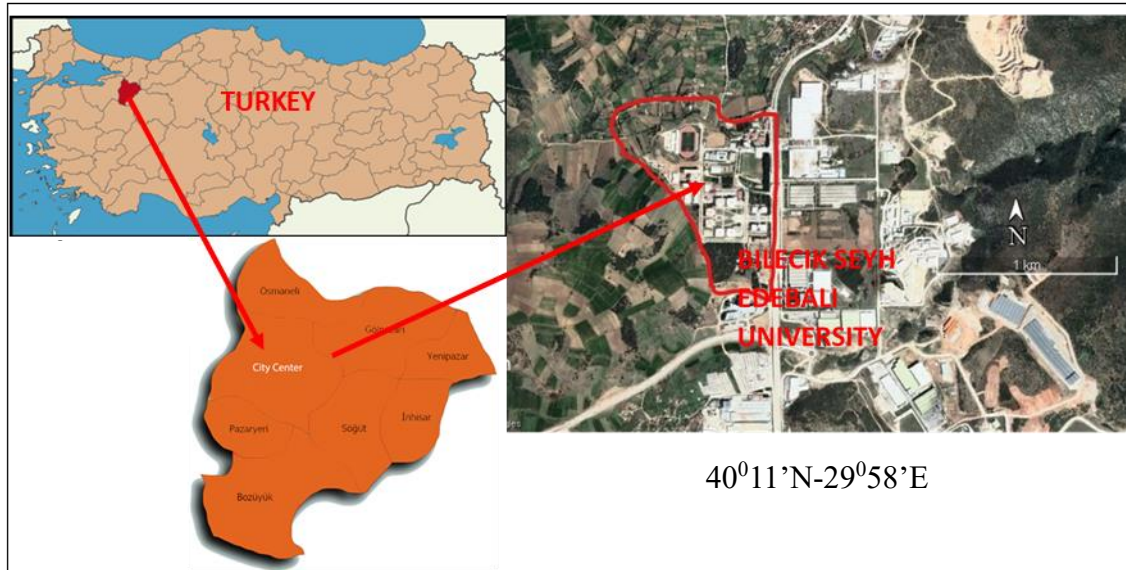 TURKEY
Osmaneli
Gölpazarı
Yenipazar
City Center
İnhisar
Pazaryeri
Söğüt
Bozüyük
N
1 km
BILECIK SEYH
EDEBALI
UNIVERSITY
40⁰11’N-29⁰58’E